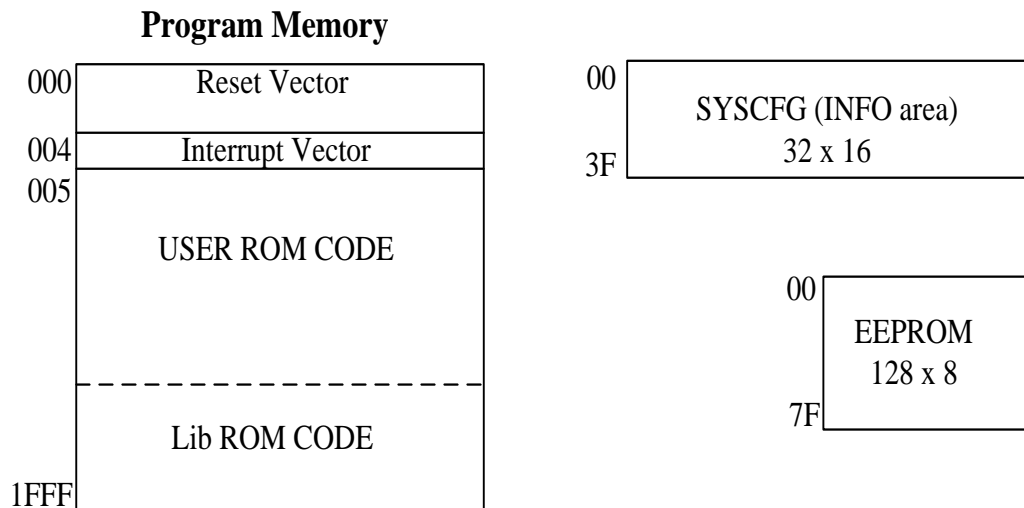 Program Memory
000
Reset Vector
004
Interrupt Vector
005
USER ROM CODE
Lib ROM CODE
1FFF
00
SYSCFG (INFO area)
32 x 16
3F
00
EEPROM
128 x 8
7F